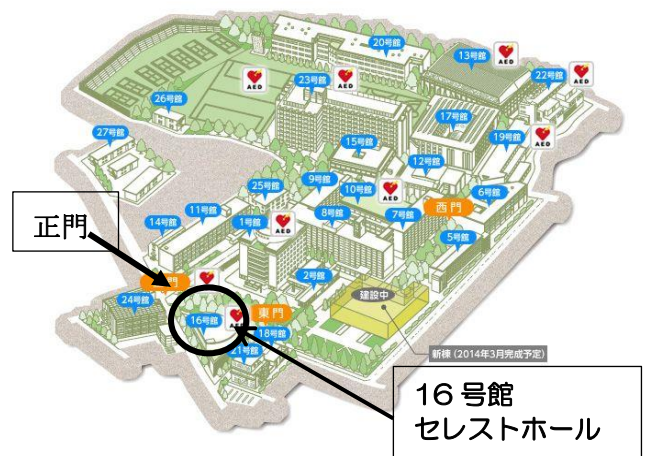 20号館
13号館
AED
22号館
AED
AED
23号館
AED
26号館
17号館
27号館
19号館
AED
15号館
12号館
9号館
10号館
AED
6号館
25号館
西門
正門
11号館
1号館
AED
8号館
7号館
14号館
5号館
2号館
門
AED
建設中
24号館
東門
16号館
AED
18号館
21号館
新棟(2014年3月完成予定)
16号館
セレストホール